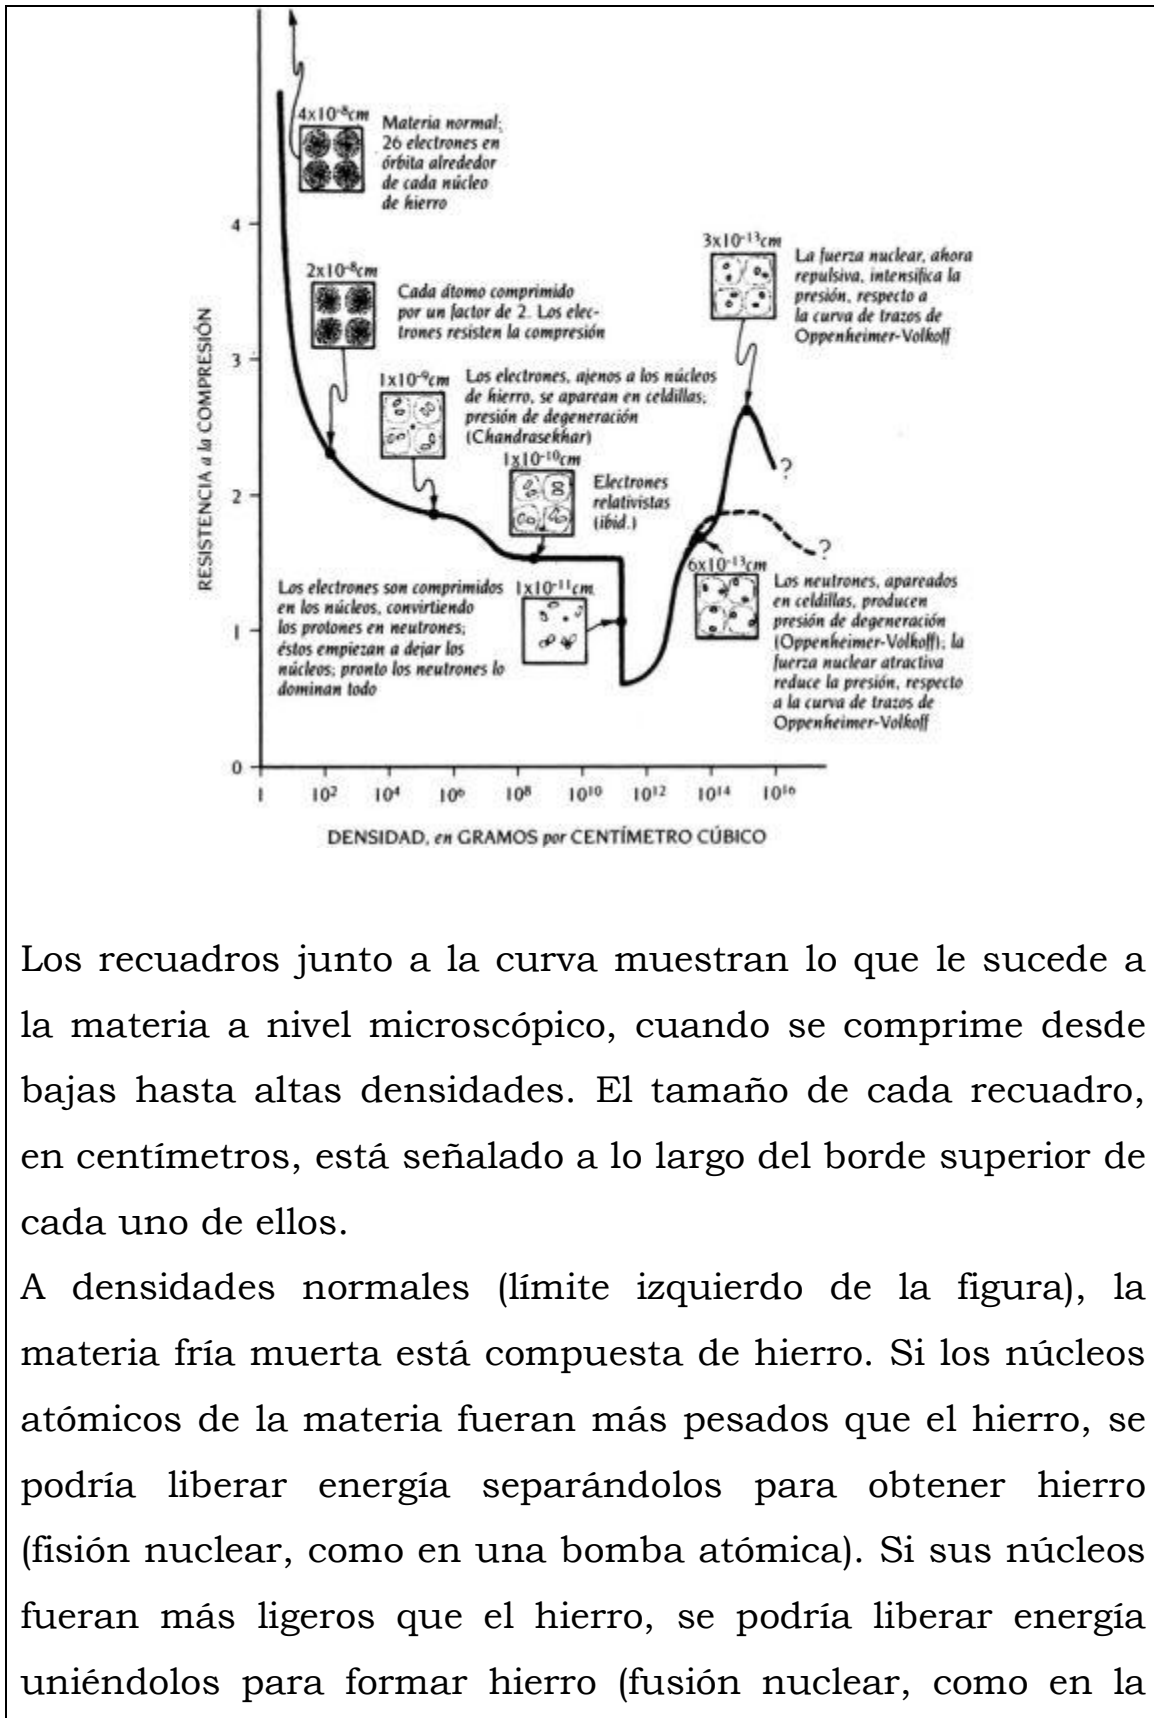 4x10-8cm
Materia normal;
26 electrones en
órbita alrededor
de cada núcleo
de hierro
4
3x10-13cm
La fuerza nuclear, ahora
repulsiva, intensifica la
presión, respecto a
la curva de trazos de
Oppenheimer-Volkoff
2x10-8cm
Cada átomo comprimido
por un factor de 2. Los elec-
trones resisten la compresión
RESISTENCIA a la COMPRESIÓN
3
1x10-9cm
Los electrones, ajenos a los núcleos
de hierro, se aparean en celdillas;
presión de degeneración
(Chandrasekhar)
1x10-10cm
Electrones
relativistas
(ibid.)
?
2
?
6x10-13cm
Los neutrones, apareados
en celdillas, producen
presión de degeneración
(Oppenheimer-Volkoff); la
fuerza nuclear atractiva
reduce la presión, respecto
a la curva de trazos de
Oppenheimer-Volkoff
Los electrones son comprimidos
en los núcleos, convirtiendo
los protones en neutrones;
éstos empiezan a dejar los
núcleos; pronto los neutrones lo
dominan todo
1x10-11cm
1
0
1 10² 10⁴ 10⁶ 10⁸ 10¹⁰ 10¹² 10¹⁴ 10¹⁶
DENSIDAD, en GRAMOS por CENTÍMETRO CÚBICO
Los recuadros junto a la curva muestran lo que le sucede a
la materia a nivel microscópico, cuando se comprime desde
bajas hasta altas densidades. El tamaño de cada recuadro,
en centímetros, está señalado a lo largo del borde superior de
cada uno de ellos.
A densidades normales (límite izquierdo de la figura), la
materia fría muerta está compuesta de hierro. Si los núcleos
atómicos de la materia fueran más pesados que el hierro, se
podría liberar energía separándolos para obtener hierro
(fisión nuclear, como en una bomba atómica). Si sus núcleos
fueran más ligeros que el hierro, se podría liberar energía
uniéndolos para formar hierro (fusión nuclear, como en la